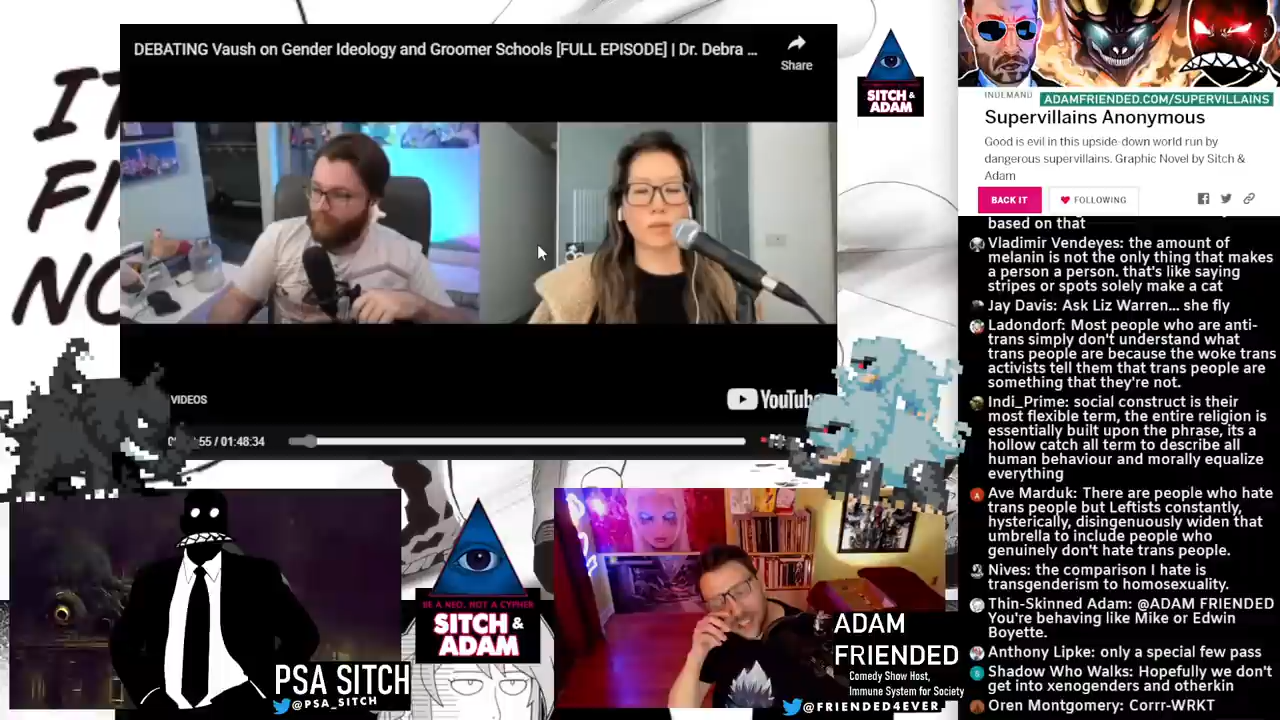 DEBATING Vaush on Gender Ideology and Groomer Schools [FULL EPISODE] | Dr. Debra ...
Share
VIDEOS
55 / 01:48:34
YouTube
SITCH &
ADAM
INDEMAND
ADAMFRIENDED.COM/SUPERVILLAINS
Supervillains Anonymous
Good is evil in this upside-down world run by
dangerous supervillains. Graphic Novel by Sitch &
Adam
BACK IT
FOLLOWING
based on that
Vladimir Vendeyes: the amount of
melanin is not the only thing that makes
a person a person. that's like saying
stripes or spots solely make a cat
Jay Davis: Ask Liz Warren... she fly
Ladondorf: Most people who are anti-
trans simply don't understand what
trans people are because the woke trans
activists tell them that trans people are
something that they're not.
Indi_Prime: social construct is their
most flexible term, the entire religion is
essentially built upon the phrase, its a
hollow catch all term to describe all
human behaviour and morally equalize
everything
Ave Marduk: There are people who hate
trans people but Leftists constantly,
hysterically, disingenuously widen that
umbrella to include people who
genuinely don't hate trans people.
Nives: the comparison I hate is
transgenderism to homosexuality.
Thin-Skinned Adam: @ADAM FRIENDED
You're behaving like Mike or Edwin
Boyette.
Anthony Lipke: only a special few pass
Shadow Who Walks: Hopefully we don't
get into xenogenders and otherkin
Oren Montgomery: Corrr-WRKT
PSA SITCH
@PSA_SITCH
BE A NEO, NOT A CYPHER
SITCH &
ADAM
ADAM
FRIENDED
Comedy Show Host,
Immune System for Society
@FRIENDED4EVER